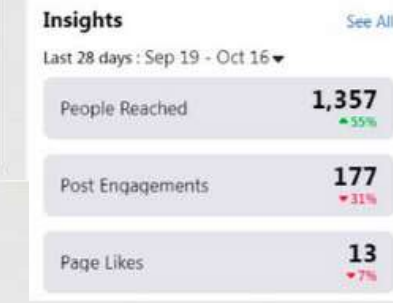 Insights See All
Last 28 days : Sep 19 - Oct 16 ▾
People Reached 1,357
▲ 55%
Post Engagements 177
▼ 31%
Page Likes 13
▼ 7%